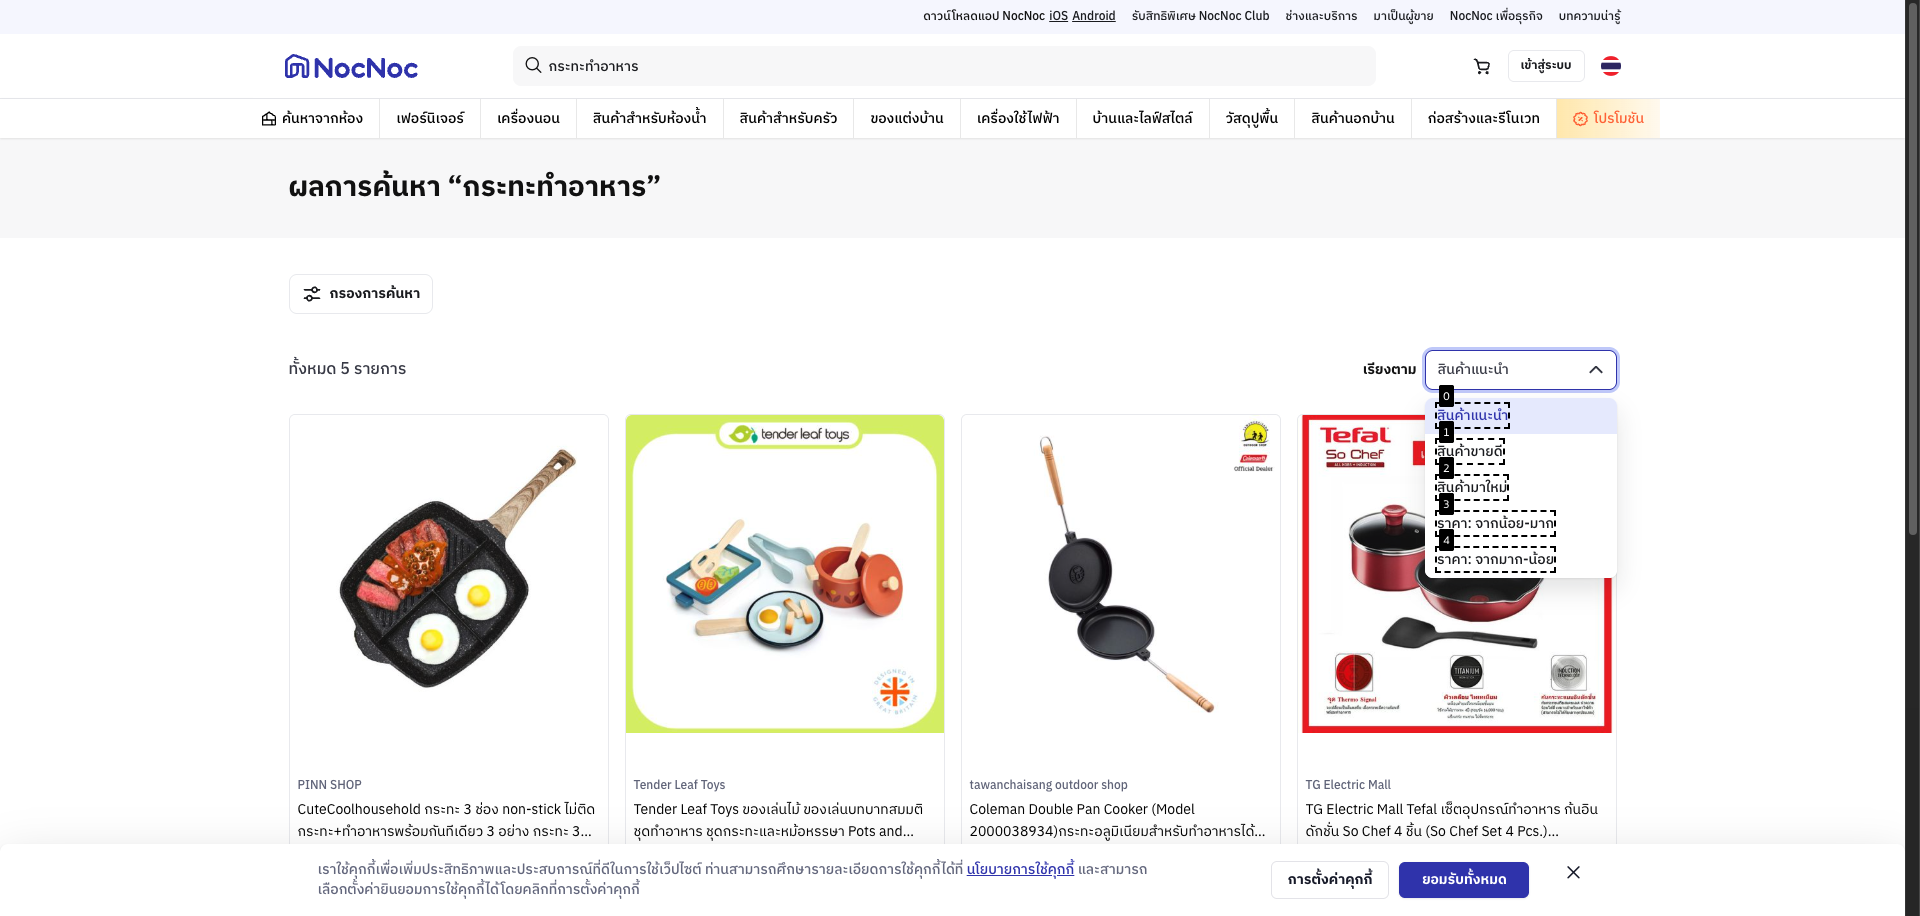 ดาวน์โหลดแอป NocNoc iOS Android รับสิทธิพิเศษ NocNoc Club ช่างและบริการ มาเป็นผู้ขาย NocNoc เพื่อธุรกิจ บทความน่ารู้
NocNoc
กระทะทำอาหาร
เข้าสู่ระบบ
ค้นหาจากห้อง เฟอร์นิเจอร์ เครื่องนอน สินค้าสำหรับห้องน้ำ สินค้าสำหรับครัว ของแต่งบ้าน เครื่องใช้ไฟฟ้า บ้านและไลฟ์สไตล์ วัสดุปูพื้น สินค้านอกบ้าน ก่อสร้างและรีโนเวท โปรโมชัน
ผลการค้นหา “กระทะทำอาหาร”
กรองการค้นหา
ทั้งหมด 5 รายการ
เรียงตาม สินค้าแนะนำ
0
สินค้าแนะนำ
1
สินค้าขายดี
2
สินค้ามาใหม่
3
ราคา: จากน้อย-มาก
4
ราคา: จากมาก-น้อย
tender leaf toys
DESIGNED IN GREAT BRITAIN
Coleman
Official Dealer
Tefal
So Chef
ALL HOBS + INDUCTION
Thermo Signal
TITANIUM
PINN SHOP
CuteCoolhousehold กระทะ 3 ช่อง non-stick ไม่ติด
กระทะ+ทำอาหารพร้อมกันทีเดียว 3 อย่าง กระทะ 3...
Tender Leaf Toys
Tender Leaf Toys ของเล่นไม้ ของเล่นบทบาทสมมติ
ชุดทำอาหาร ชุดกระทะและหม้อหรรษา Pots and...
tawanchaisang outdoor shop
Coleman Double Pan Cooker (Model
2000038934)กระทะอลูมิเนียมสำหรับทำอาหารได้...
TG Electric Mall
TG Electric Mall Tefal เซ็ตอุปกรณ์ทำอาหาร ก้นอิน
ดักชั่น So Chef 4 ชิ้น (So Chef Set 4 Pcs.)...
เราใช้คุกกี้เพื่อเพิ่มประสิทธิภาพและประสบการณ์ที่ดีในการใช้เว็ปไซต์ ท่านสามารถศึกษารายละเอียดการใช้คุกกี้ได้ที่ นโยบายการใช้คุกกี้ และสามารถ
เลือกตั้งค่ายินยอมการใช้คุกกี้ได้โดยคลิกที่การตั้งค่าคุกกี้
การตั้งค่าคุกกี้
ยอมรับทั้งหมด